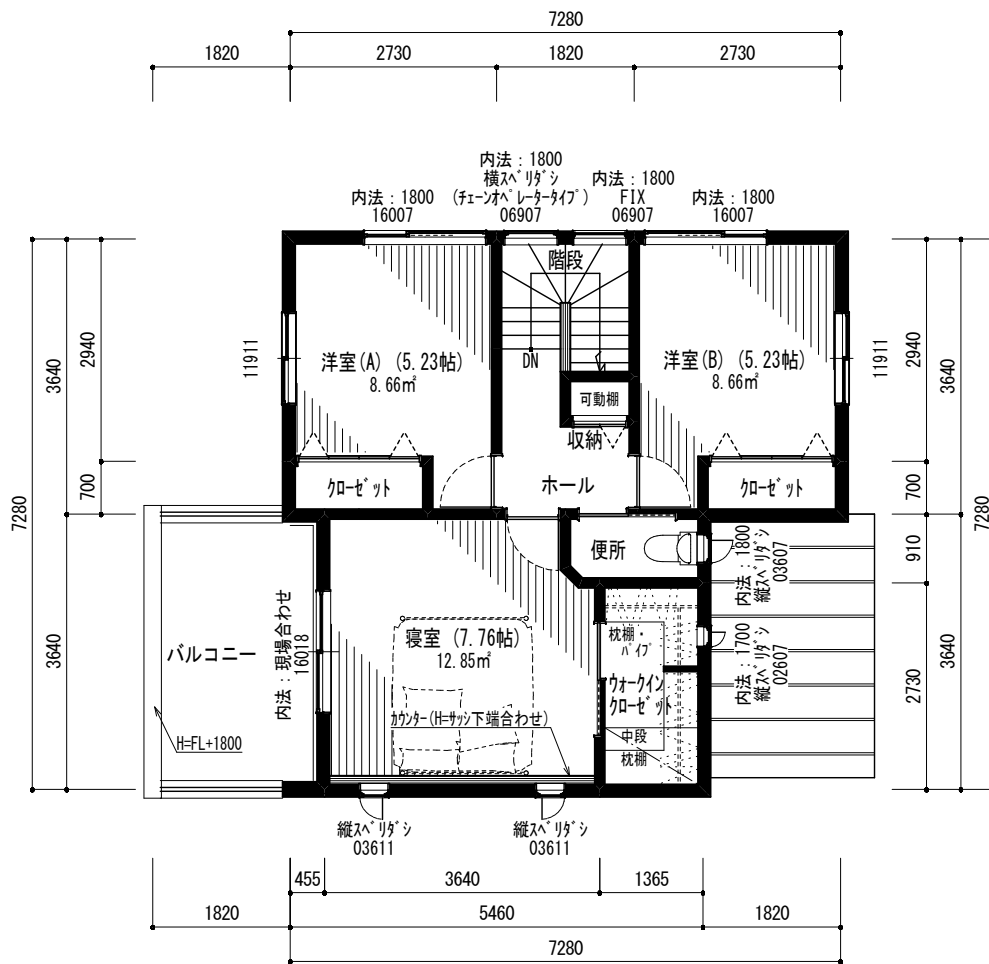 7280
1820
2730
1820
2730
内法：1800
横スベリダシ
(チェーンオペレータータイプ)
06907
内法：1800
FIX
06907
内法：1800
16007
内法：1800
16007
階段
DN
洋室(A) (5.23帖)
8.66㎡
洋室(B) (5.23帖)
8.66㎡
11911
11911
可動棚
収納
ホール
クローゼット
クローゼット
7280
3640
2940
700
3640
2940
700
910
2730
3640
3640
7280
便所
内法：1800
縦スベリダシ
03607
内法：1700
縦スベリダシ
02607
バルコニー
内法：現場合わせ
16018
H=FL+1800
寝室 (7.76帖)
12.85㎡
カウンター(H=サッシ下端合わせ)
枕棚・
パイプ
ウォークイン
クローゼット
中段
枕棚
縦スベリダシ
03611
縦スベリダシ
03611
455
3640
1365
1820
5460
1820
7280